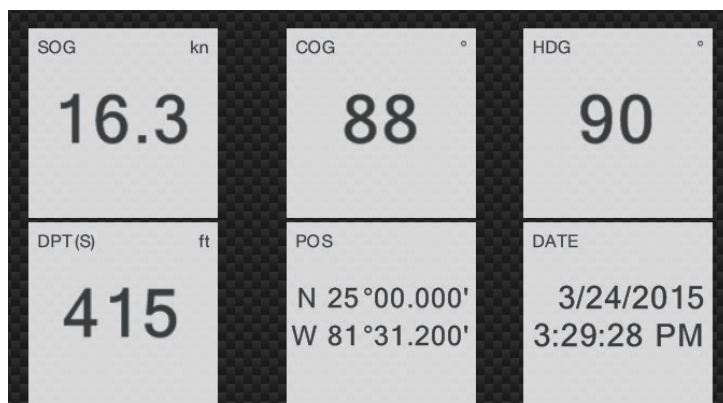 SOG kn
16.3
COG °
88
HDG °
90
DPT(S) ft
415
POS
N 25°00.000'
W 81°31.200'
DATE
3/24/2015
3:29:28 PM